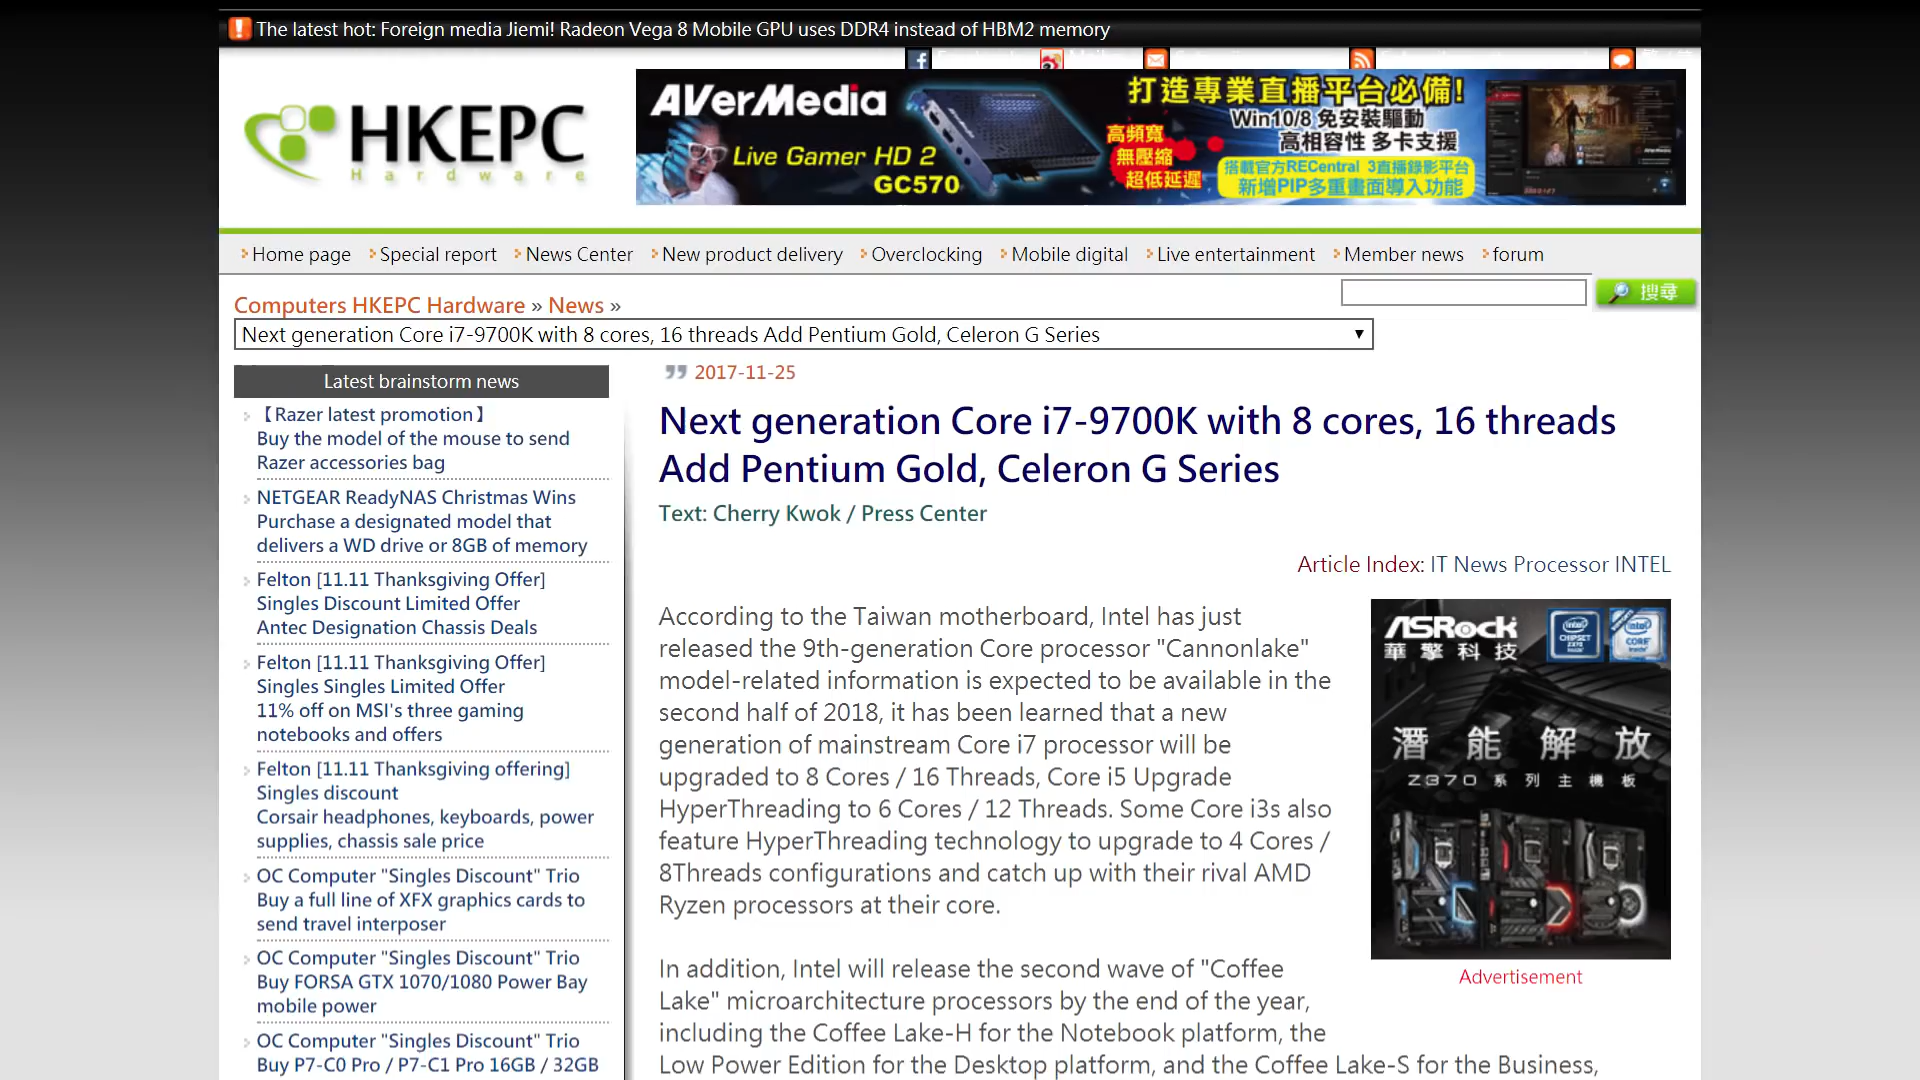 The latest hot: Foreign media Jiemi! Radeon Vega 8 Mobile GPU uses DDR4 instead of HBM2 memory
HKEPC
Hardware
AVerMedia
Live Gamer HD 2
GC570
打造專業直播平台必備!
Win10/8 免安裝驅動
高相容性 多卡支援
高頻寬
無壓縮
超低延遲
搭載官方RECentral 3直播錄影平台
新增PIP多重畫面導入功能
Home page
Special report
News Center
New product delivery
Overclocking
Mobile digital
Live entertainment
Member news
forum
Computers HKEPC Hardware » News »
搜尋
Next generation Core i7-9700K with 8 cores, 16 threads Add Pentium Gold, Celeron G Series
Latest brainstorm news
【Razer latest promotion】
Buy the model of the mouse to send
Razer accessories bag
NETGEAR ReadyNAS Christmas Wins
Purchase a designated model that
delivers a WD drive or 8GB of memory
Felton [11.11 Thanksgiving Offer]
Singles Discount Limited Offer
Antec Designation Chassis Deals
Felton [11.11 Thanksgiving Offer]
Singles Singles Limited Offer
11% off on MSI's three gaming
notebooks and offers
Felton [11.11 Thanksgiving offering]
Singles discount
Corsair headphones, keyboards, power
supplies, chassis sale price
OC Computer "Singles Discount" Trio
Buy a full line of XFX graphics cards to
send travel interposer
OC Computer "Singles Discount" Trio
Buy FORSA GTX 1070/1080 Power Bay
mobile power
OC Computer "Singles Discount" Trio
Buy P7-C0 Pro / P7-C1 Pro 16GB / 32GB
2017-11-25
Next generation Core i7-9700K with 8 cores, 16 threads
Add Pentium Gold, Celeron G Series
Text: Cherry Kwok / Press Center
Article Index: IT News Processor INTEL
According to the Taiwan motherboard, Intel has just
released the 9th-generation Core processor "Cannonlake"
model-related information is expected to be available in the
second half of 2018, it has been learned that a new
generation of mainstream Core i7 processor will be
upgraded to 8 Cores / 16 Threads, Core i5 Upgrade
HyperThreading to 6 Cores / 12 Threads. Some Core i3s also
feature HyperThreading technology to upgrade to 4 Cores /
8Threads configurations and catch up with their rival AMD
Ryzen processors at their core.
In addition, Intel will release the second wave of "Coffee
Lake" microarchitecture processors by the end of the year,
including the Coffee Lake-H for the Notebook platform, the
Low Power Edition for the Desktop platform, and the Coffee Lake-S for the Business,
ASRock
華擎科技
潛能解放
Z370 系列主機板
Advertisement